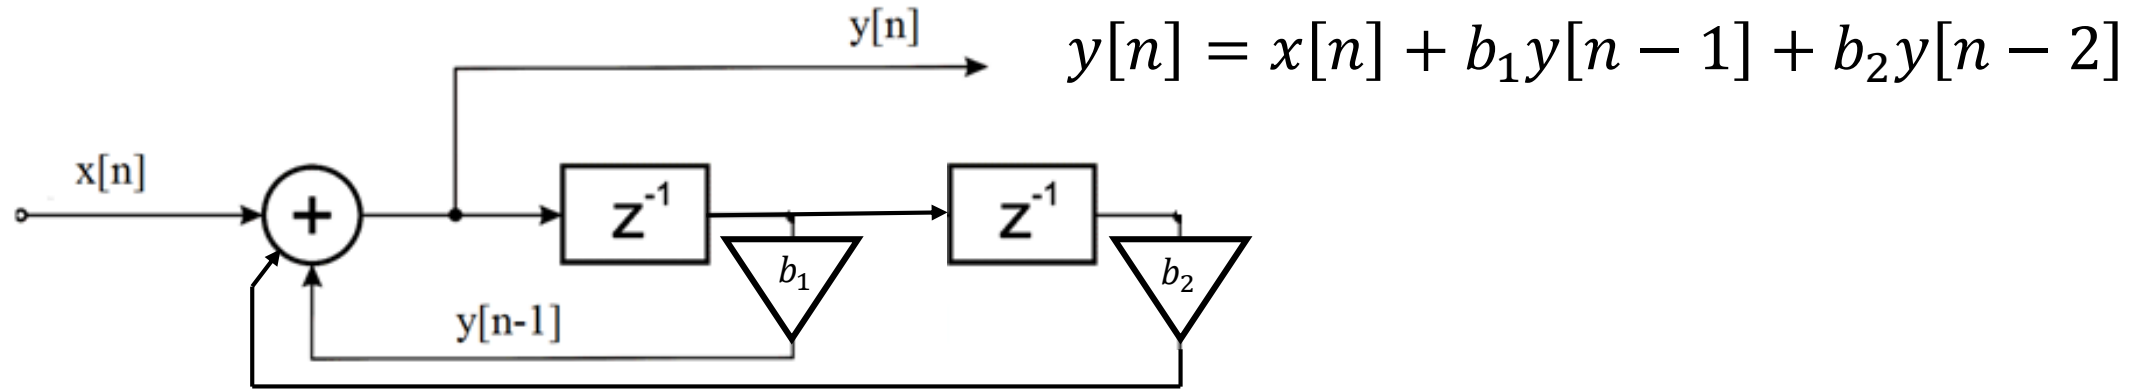 y[n]
y[n] = x[n] + b₁y[n − 1] + b₂y[n − 2]
x[n]
+
z⁻¹
z⁻¹
b₁
b₂
y[n-1]